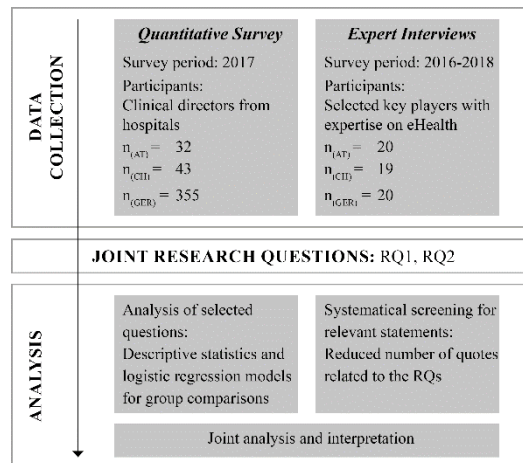 DATA
COLLECTION
Quantitative Survey
Survey period: 2017
Participants:
Clinical directors from
hospitals
n(AT) = 32
n(CH) = 43
n(GER) = 355
Expert Interviews
Survey period: 2016-2018
Participants:
Selected key players with
expertise on eHealth
n(AT) = 20
n(CH) = 19
n(GER) = 20
JOINT RESEARCH QUESTIONS: RQ1, RQ2
ANALYSIS
Analysis of selected
questions:
Descriptive statistics and
logistic regression models
for group comparisons
Systematical screening for
relevant statements:
Reduced number of quotes
related to the RQs
Joint analysis and interpretation